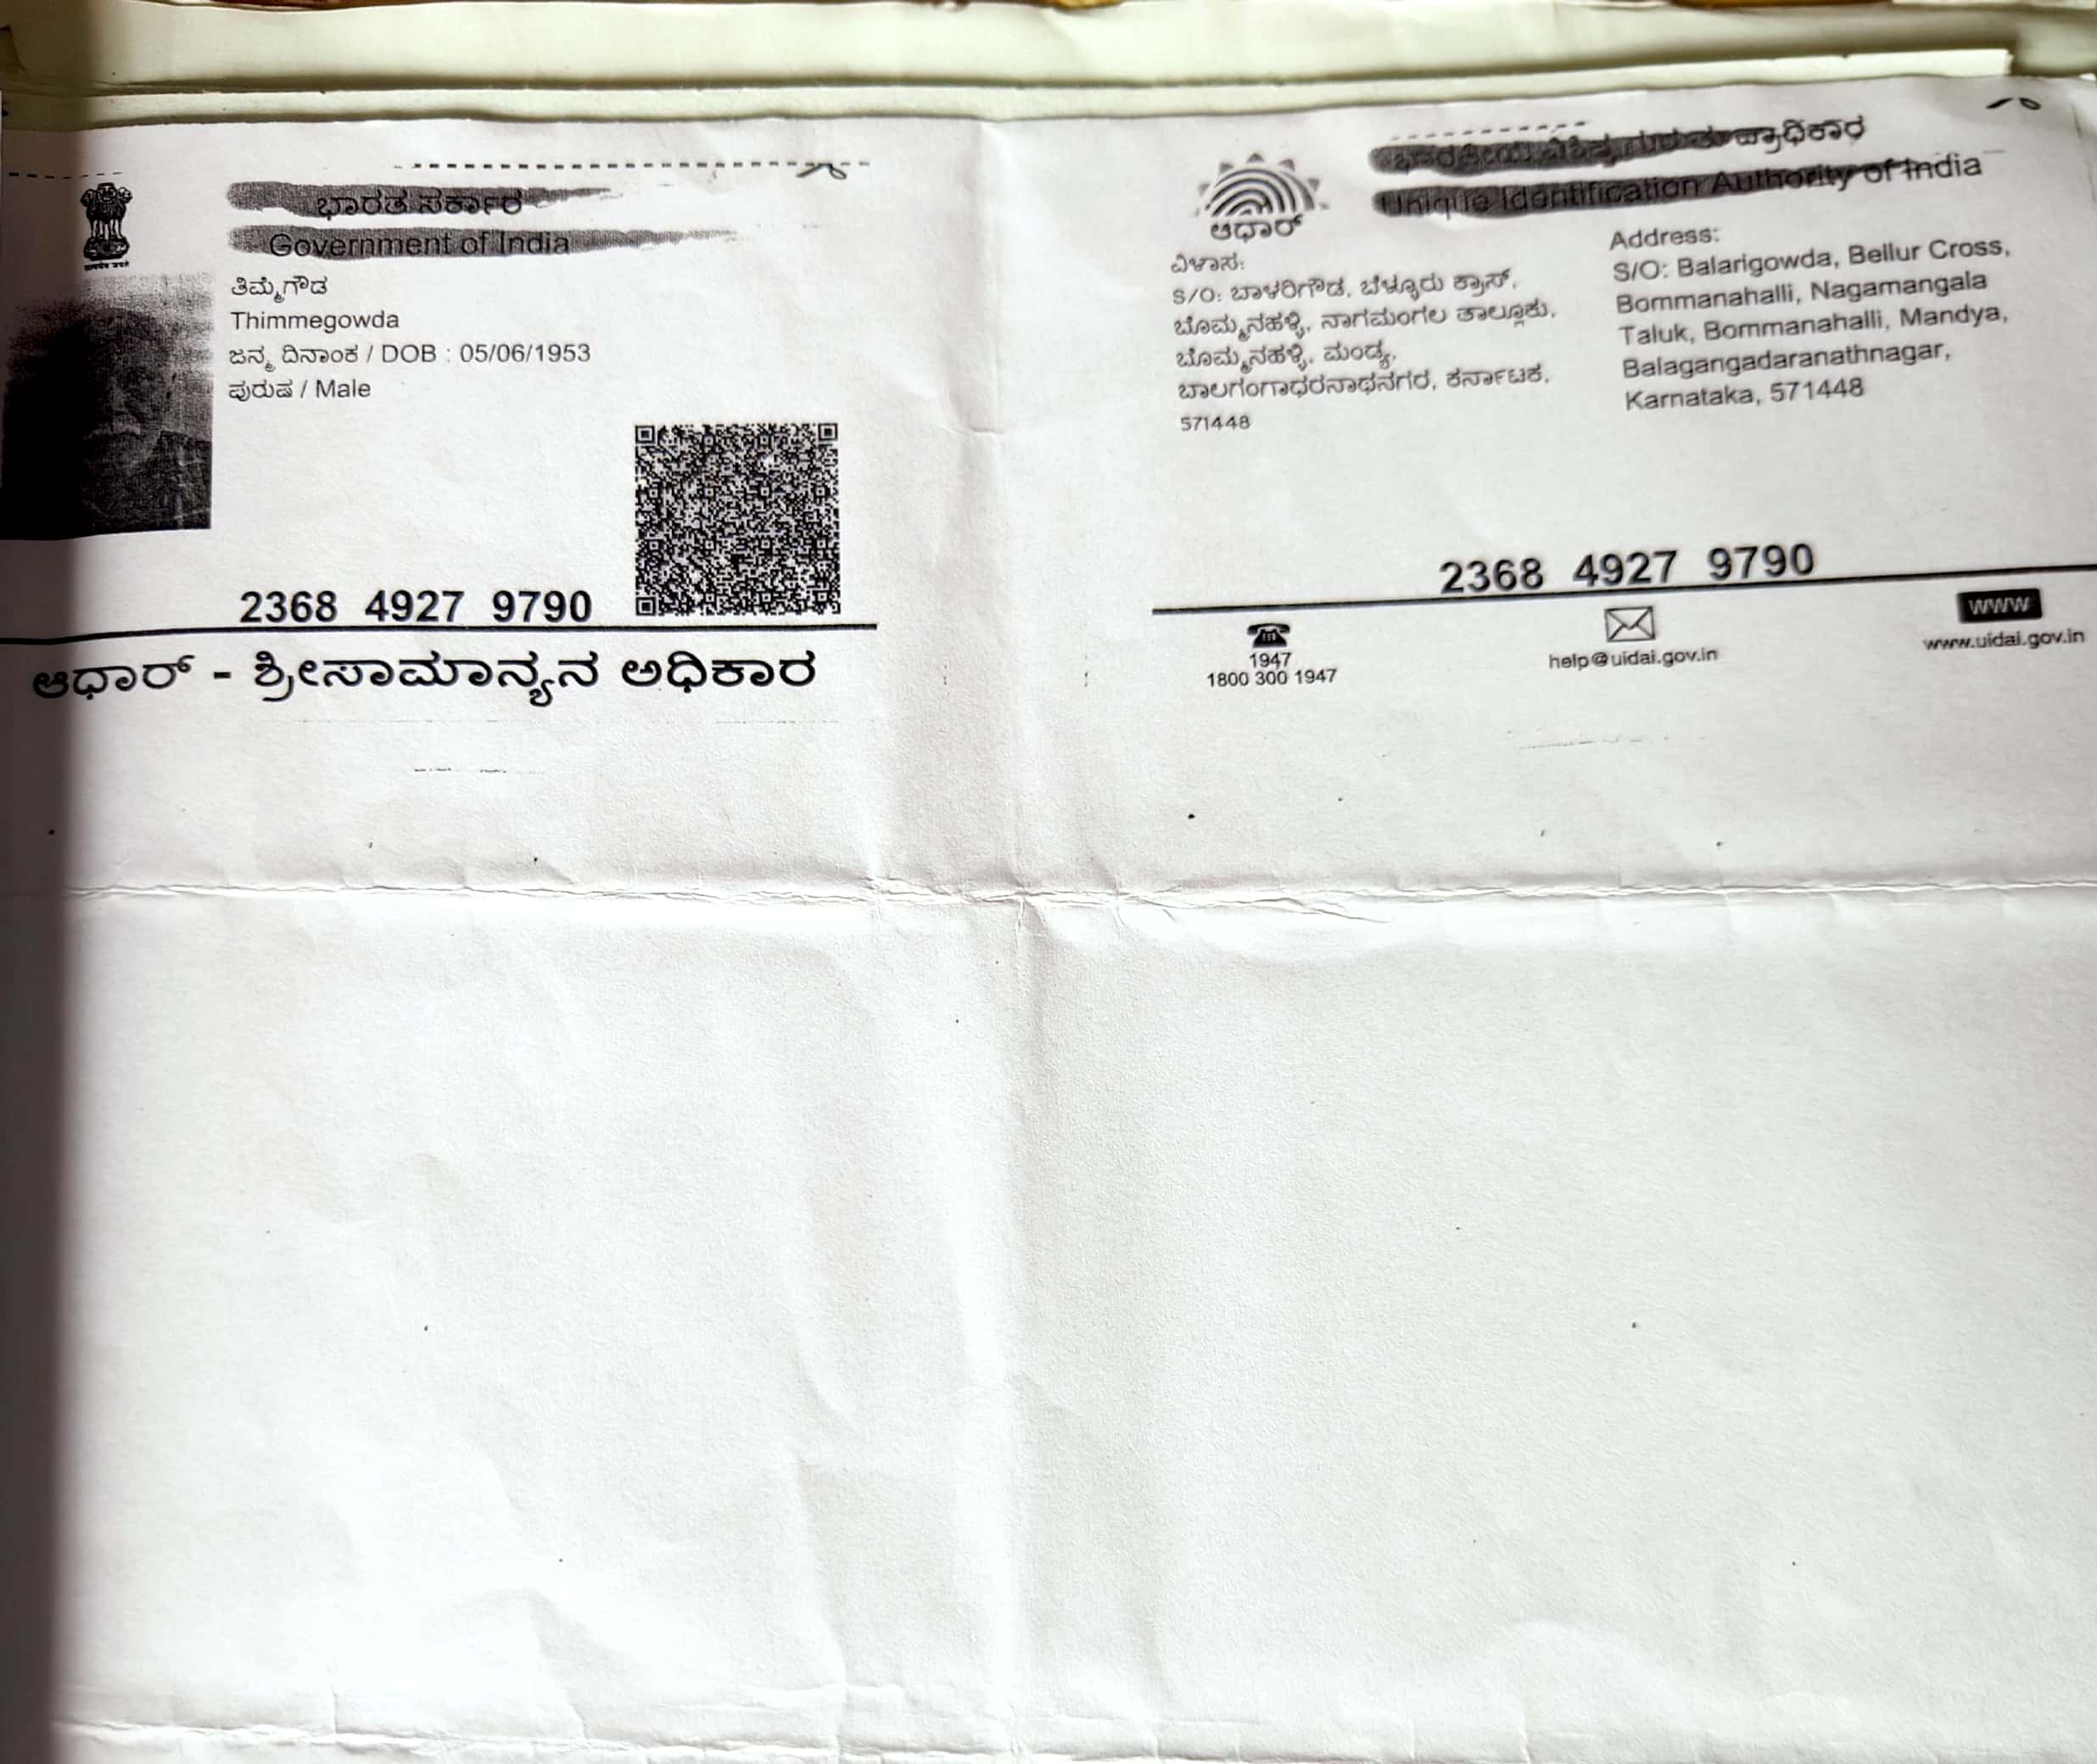 ಭಾರತ ಸರ್ಕಾರ
Government of India
ತಿಮ್ಮೆಗೌಡ
Thimmegowda
ಜನ್ಮ ದಿನಾಂಕ / DOB : 05/06/1953
ಪುರುಷ / Male
2368 4927 9790
ಆಧಾರ್ - ಶ್ರೀಸಾಮಾನ್ಯನ ಅಧಿಕಾರ
ಪ್ರಾಧಿಕಾರ
Unique Identification Authority of India
ಆಧಾರ್
ವಿಳಾಸ:
S/O: ಬಾಳರಿಗೌಡ, ಬೆಳ್ಳೂರು ಕ್ರಾಸ್,
ಬೊಮ್ಮನಹಳ್ಳಿ, ನಾಗಮಂಗಲ ತಾಲ್ಲೂಕು,
ಬೊಮ್ಮನಹಳ್ಳಿ, ಮಂಡ್ಯ,
ಬಾಲಗಂಗಾಧರನಾಥನಗರ, ಕರ್ನಾಟಕ,
571448
Address:
S/O: Balarigowda, Bellur Cross,
Bommanahalli, Nagamangala
Taluk, Bommanahalli, Mandya,
Balagangadaranathnagar,
Karnataka, 571448
2368 4927 9790
1947
1800 300 1947
help@uidai.gov.in
www
www.uidai.gov.in